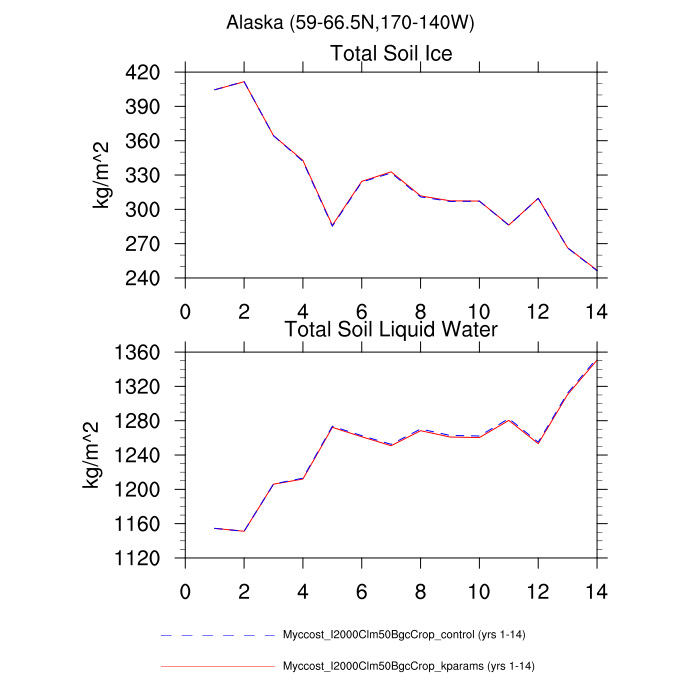 Alaska (59-66.5N,170-140W)
Total Soil Ice
kg/m^2
420
390
360
330
300
270
240
0 2 4 6 8 10 12 14
Total Soil Liquid Water
kg/m^2
1360
1320
1280
1240
1200
1160
1120
0 2 4 6 8 10 12 14
Myccost_I2000Clm50BgcCrop_control (yrs 1-14)
Myccost_I2000Clm50BgcCrop_kparams (yrs 1-14)